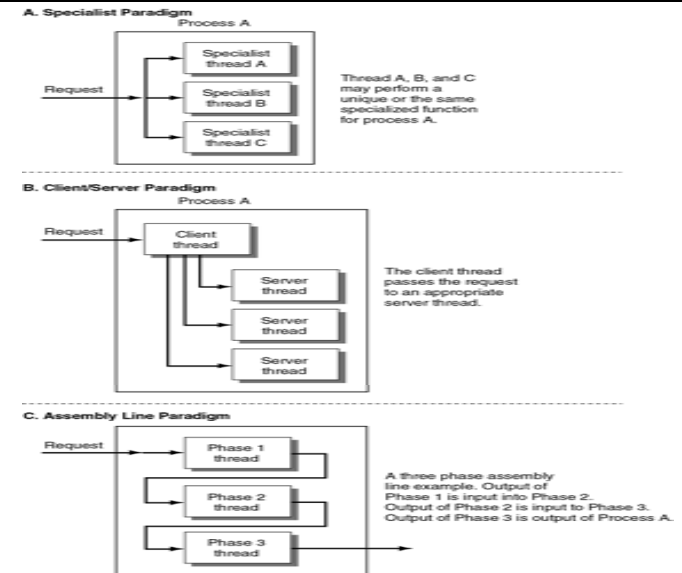 A. Specialist Paradigm
Process A
Specialist
thread A
Request
Specialist
thread B
Specialist
thread C
Thread A, B, and C
may perform a
unique or the same
specialized function
for process A.
B. Client/Server Paradigm
Process A
Request
Client
thread
Server
thread
Server
thread
Server
thread
The client thread
passes the request
to an appropriate
server thread.
C. Assembly Line Paradigm
Request
Phase 1
thread
Phase 2
thread
Phase 3
thread
A three phase assembly
line example. Output of
Phase 1 is input into Phase 2.
Output of Phase 2 is input to Phase 3.
Output of Phase 3 is output of Process A.